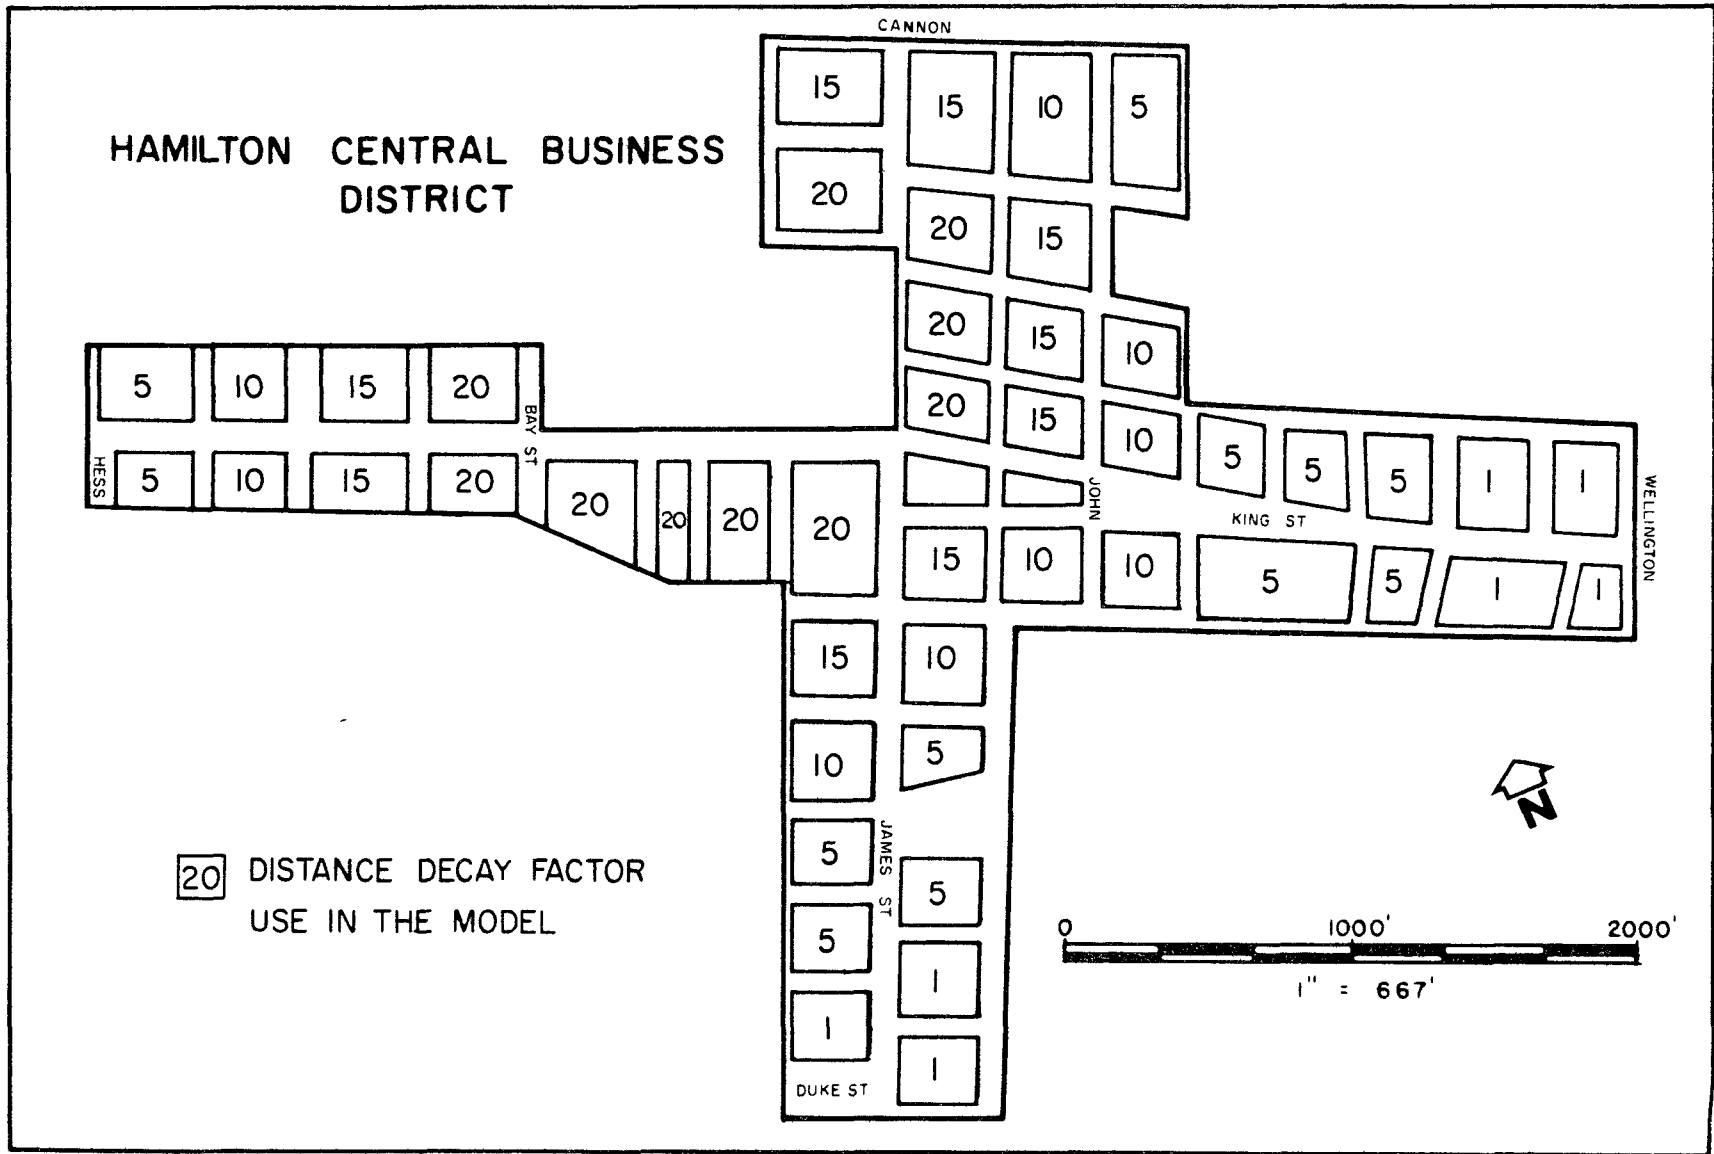 CANNON
HAMILTON CENTRAL BUSINESS
DISTRICT
15 15 10 5
20 20 15
20 15 10
5 10 15 20 20 15 10
BAY ST
HESS
5 10 15 20 20 20 20 20
JOHN
5 5 5 1 1
KING ST
WELLINGTON
15 10 10 5 5 1 1
15 10
10 5
JAMES ST
5 5
5 1
1 1
DUKE ST
20 DISTANCE DECAY FACTOR
USE IN THE MODEL
N
0 1000' 2000'
1" = 667'